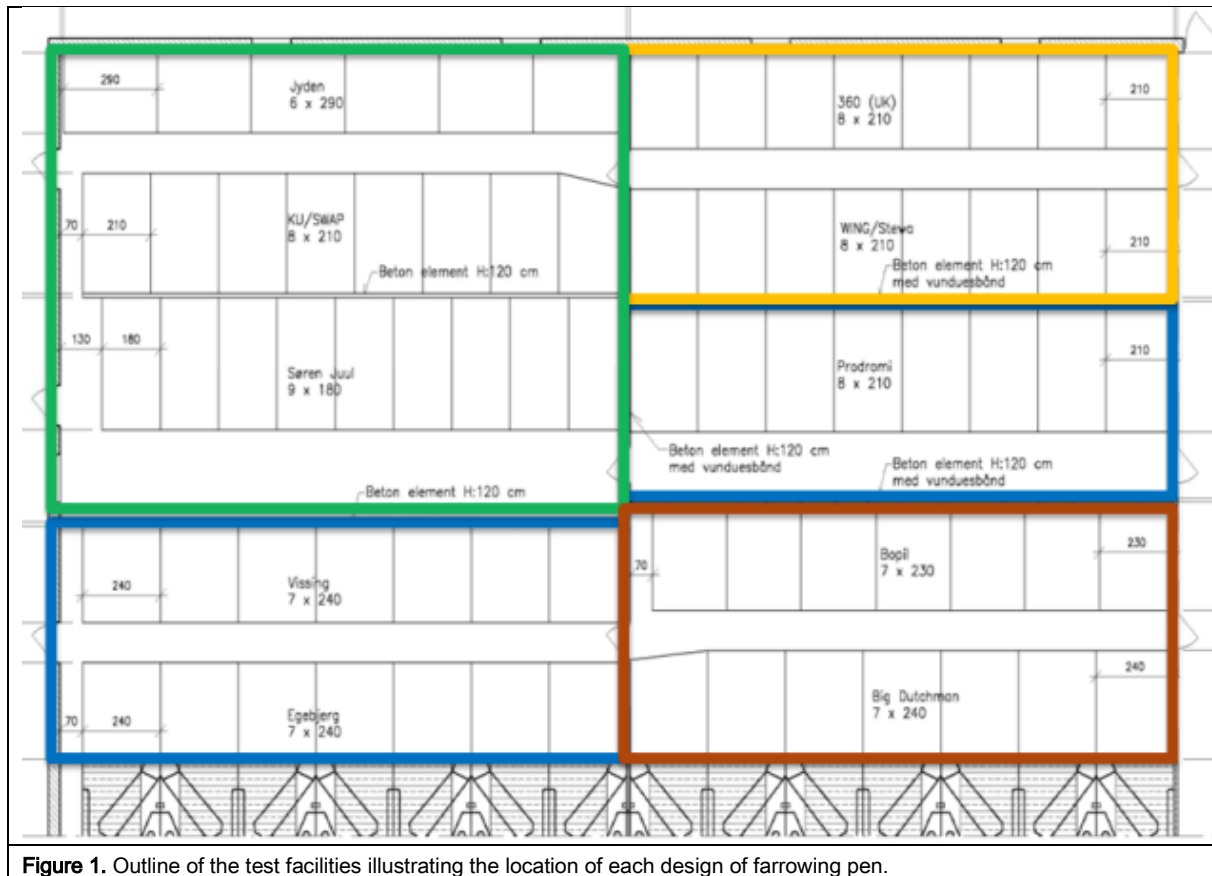 290
Jyden
6 x 290
210
360 (UK)
8 x 210
70
210
KU/SWAP
8 x 210
Beton element H:120 cm
WING/Stewa
8 x 210
210
Beton element H:120 cm
med vunduesbånd
130
180
Søren Juul
9 x 180
Prodromi
8 x 210
210
Beton element H:120 cm
med vunduesbånd
Beton element H:120 cm
med vunduesbånd
Beton element H:120 cm
240
Vissing
7 x 240
70
Bopil
7 x 230
230
70
240
Egebjerg
7 x 240
Big Dutchman
7 x 240
240
Figure 1. Outline of the test facilities illustrating the location of each design of farrowing pen.